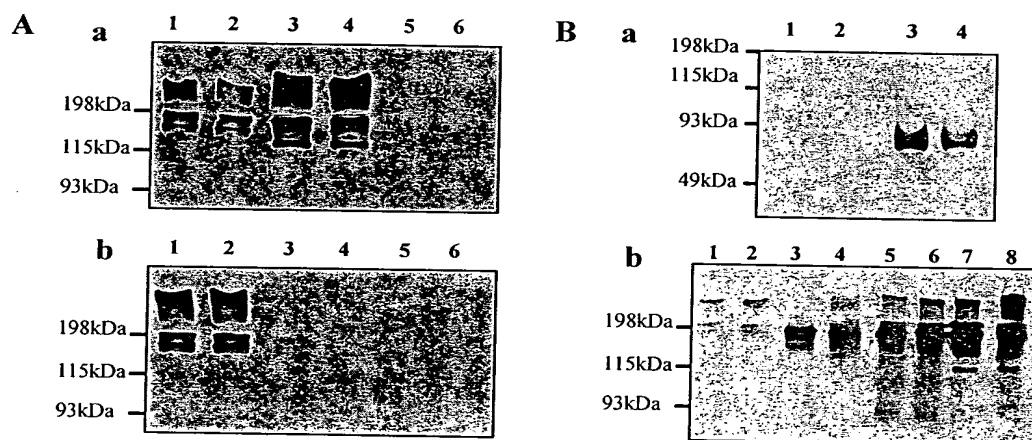 A a 1 2 3 4 5 6
198kDa
115kDa
93kDa
b 1 2 3 4 5 6
198kDa
115kDa
93kDa
B a 1 2 3 4
198kDa
115kDa
93kDa
49kDa
b 1 2 3 4 5 6 7 8
198kDa
115kDa
93kDa